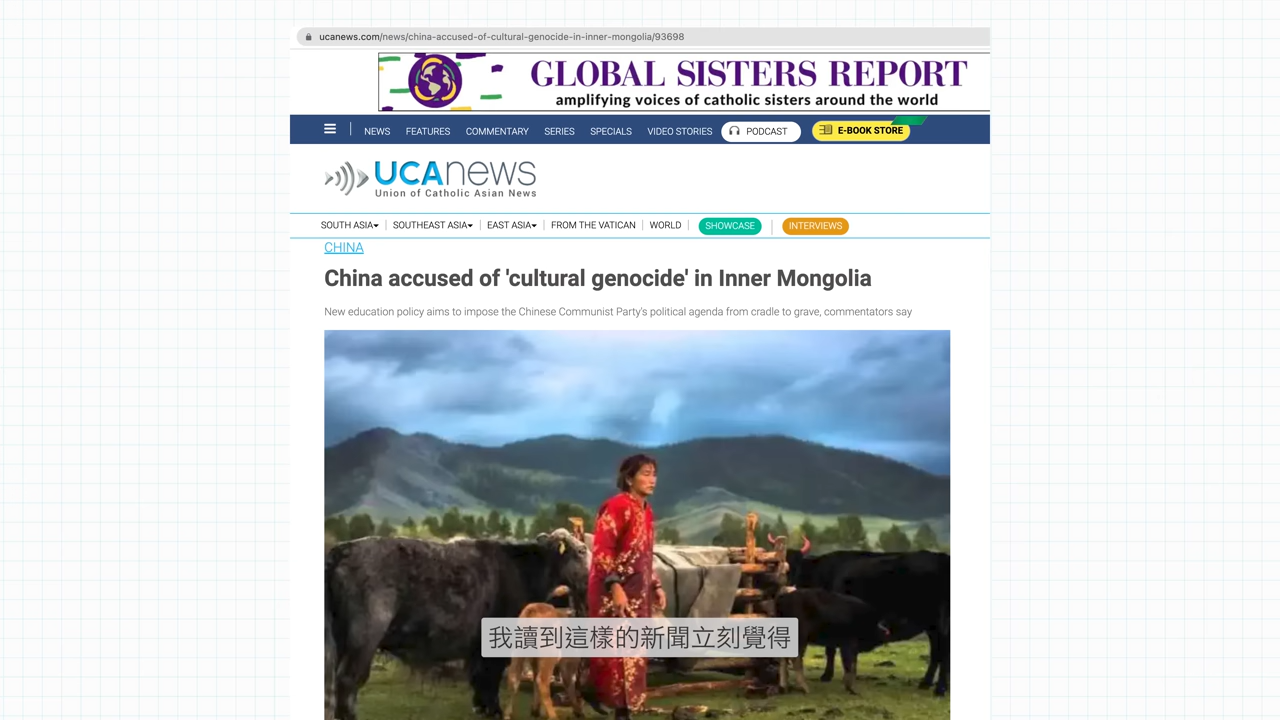 ucanews.com/news/china-accused-of-cultural-genocide-in-inner-mongolia/93698
GLOBAL SISTERS REPORT
amplifying voices of catholic sisters around the world
NEWS FEATURES COMMENTARY SERIES SPECIALS VIDEO STORIES PODCAST E-BOOK STORE
UCAnews
Union of Catholic Asian News
SOUTH ASIA SOUTHEAST ASIA EAST ASIA FROM THE VATICAN WORLD SHOWCASE INTERVIEWS
CHINA
China accused of 'cultural genocide' in Inner Mongolia
New education policy aims to impose the Chinese Communist Party's political agenda from cradle to grave, commentators say
我讀到這樣的新聞立刻覺得